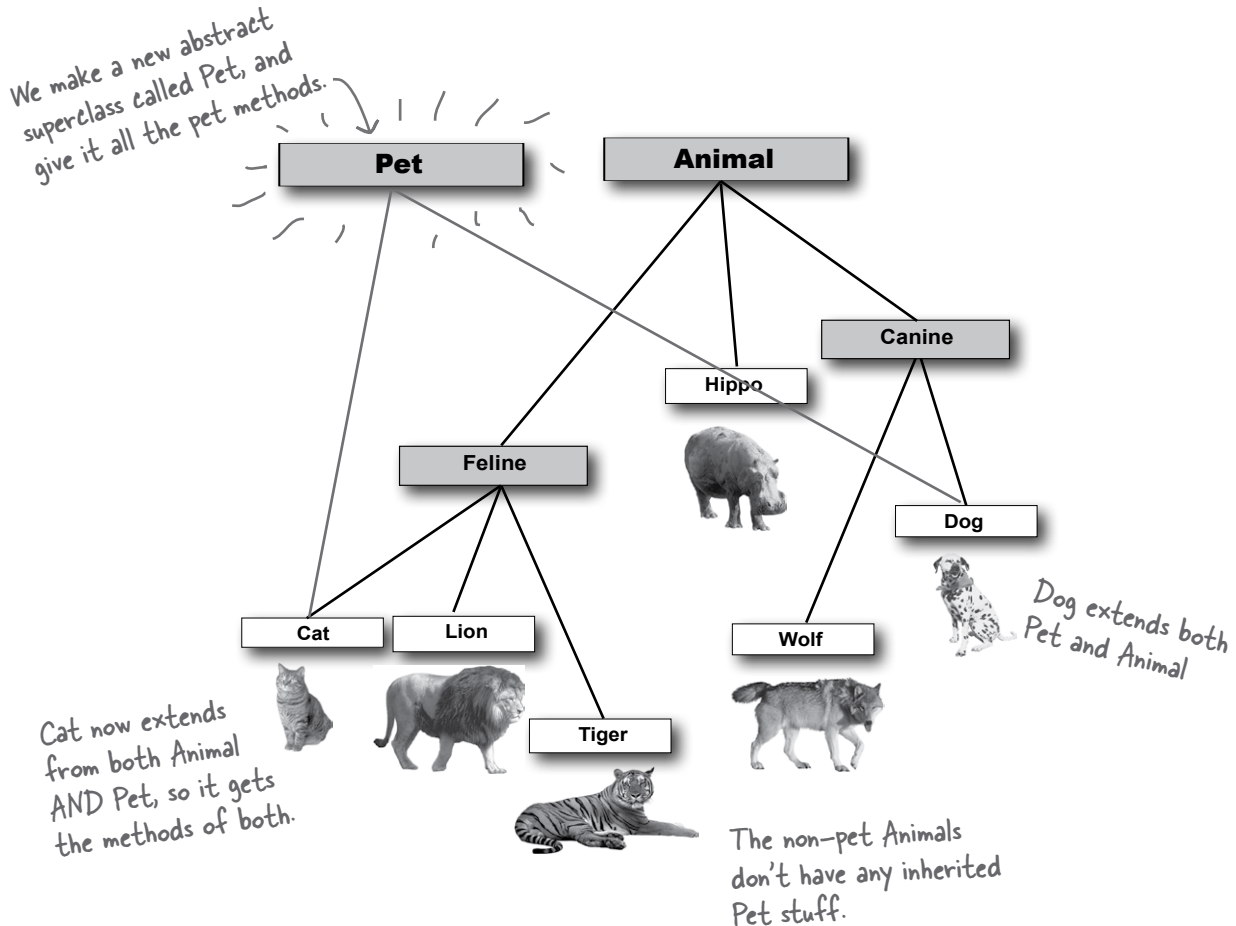 We make a new abstract
superclass called Pet, and
give it all the pet methods.
Pet
Animal
Canine
Hippo
Feline
Dog
Dog extends both
Pet and Animal
Cat
Lion
Wolf
Tiger
Cat now extends
from both Animal
AND Pet, so it gets
the methods of both.
The non-pet Animals
don't have any inherited
Pet stuff.